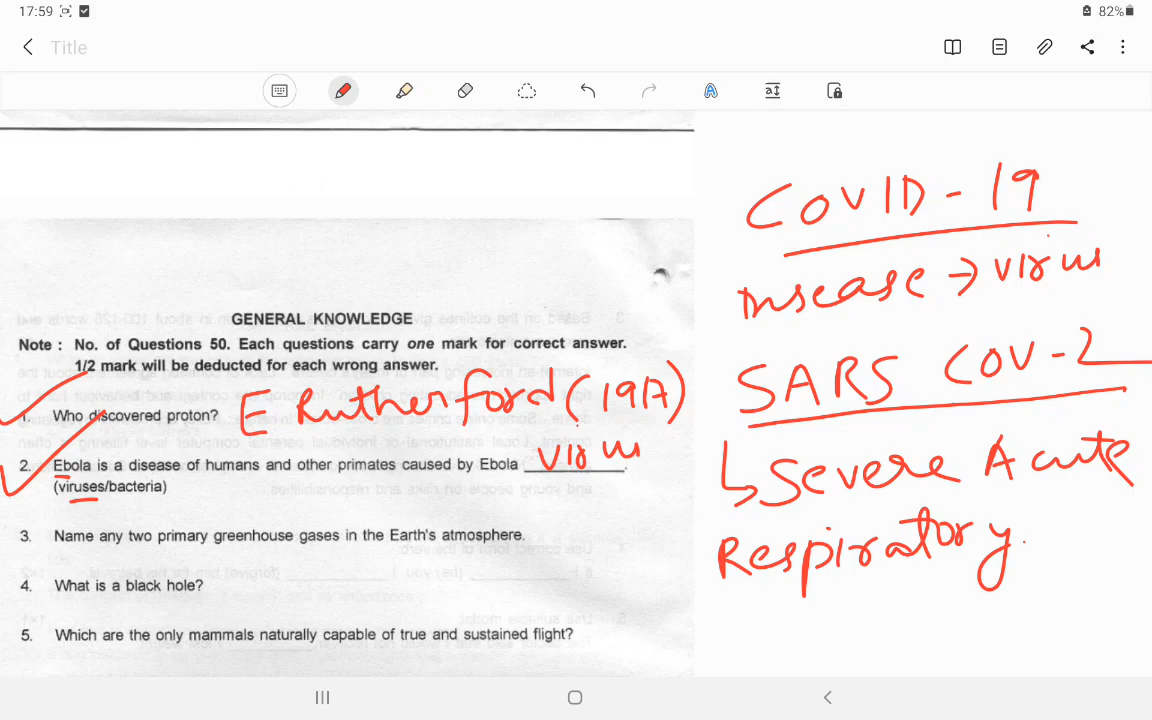 17:59
82%
Title
GENERAL KNOWLEDGE
Note : No. of Questions 50. Each questions carry one mark for correct answer.
1/2 mark will be deducted for each wrong answer.
1. Who discovered proton? E Rutherford (1917)
2. Ebola is a disease of humans and other primates caused by Ebola virus.
(viruses/bacteria)
3. Name any two primary greenhouse gases in the Earth's atmosphere.
4. What is a black hole?
5. Which are the only mammals naturally capable of true and sustained flight?
COVID - 19
Disease → virus
SARS COV - 2
↳ Severe Acute
Respiratory.